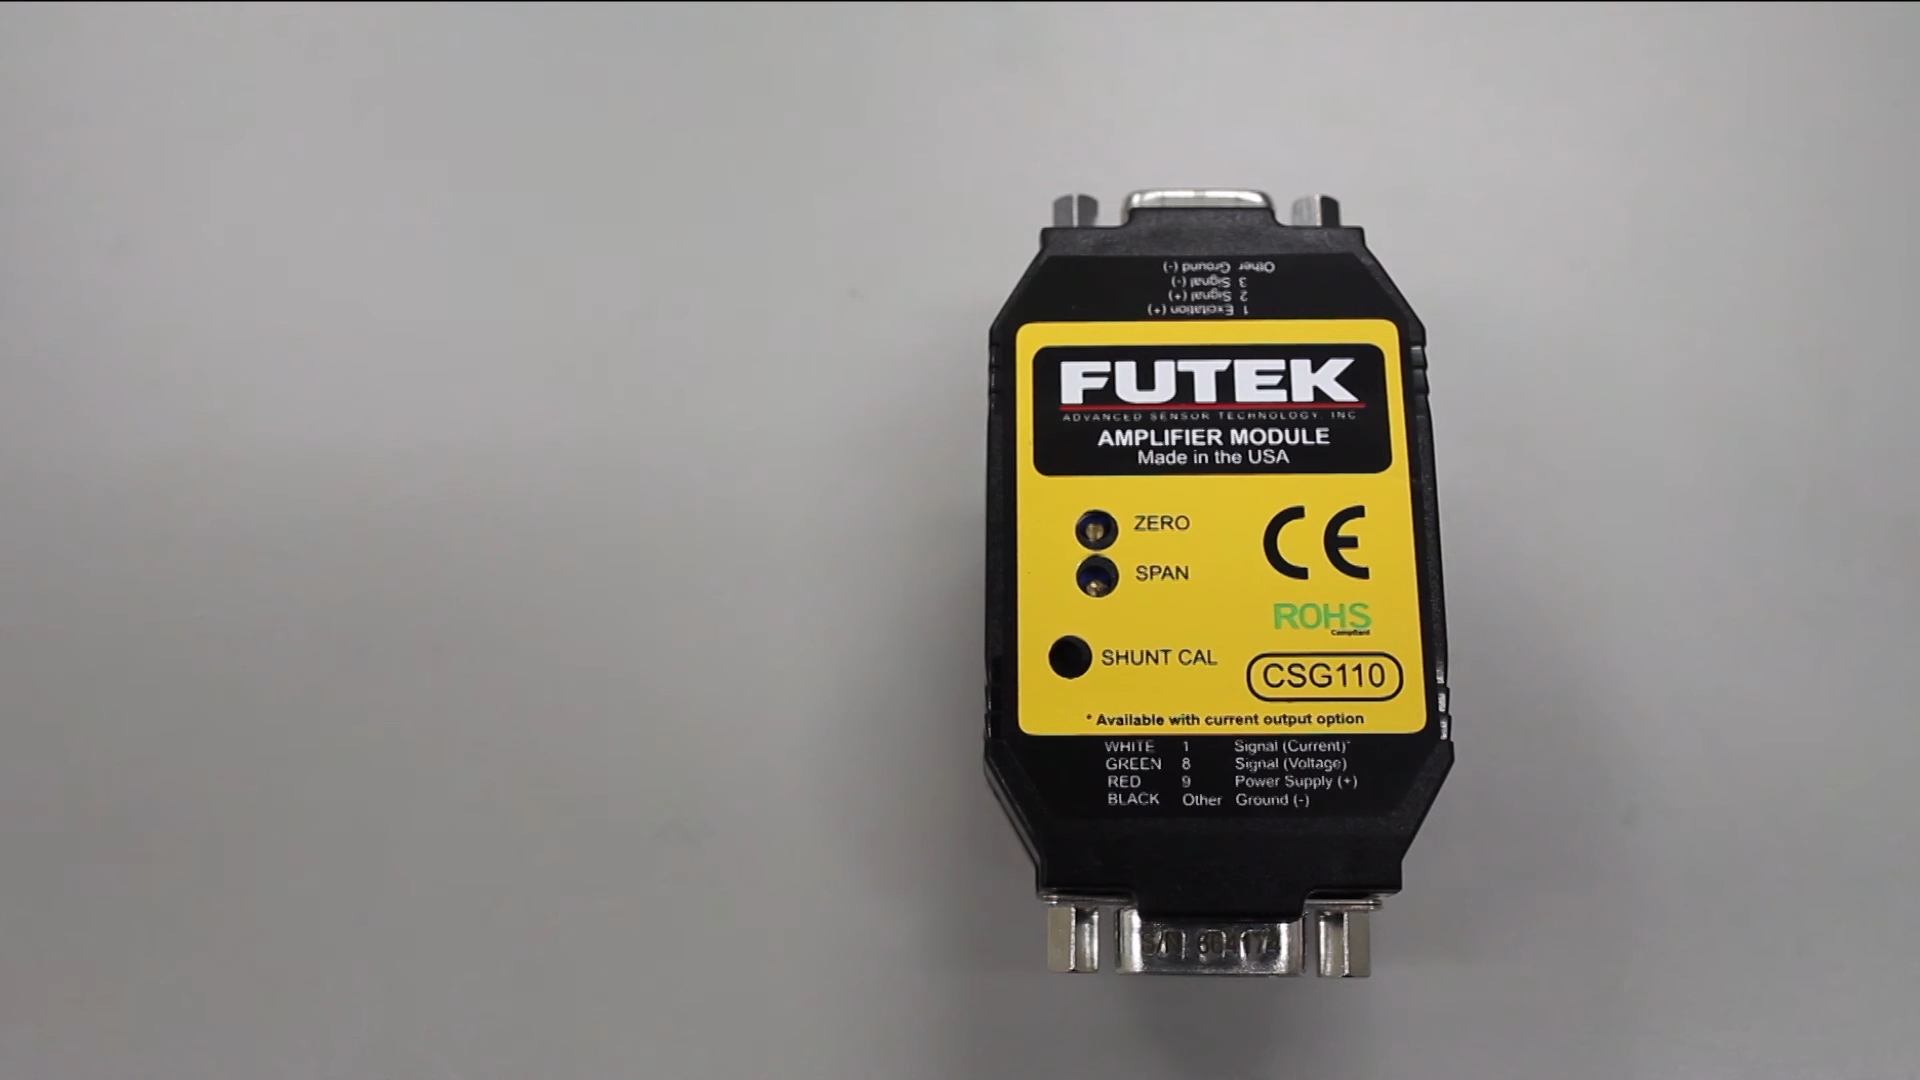 1 Excitation (+)
2 Signal (+)
3 Signal (-)
Other Ground (-)
FUTEK
ADVANCED SENSOR TECHNOLOGY, INC
AMPLIFIER MODULE
Made in the USA
ZERO
SPAN
CE
ROHS
Compliant
SHUNT CAL
CSG110
* Available with current output option
WHITE 1 Signal (Current)*
GREEN 8 Signal (Voltage)
RED 9 Power Supply (+)
BLACK Other Ground (-)
S/N